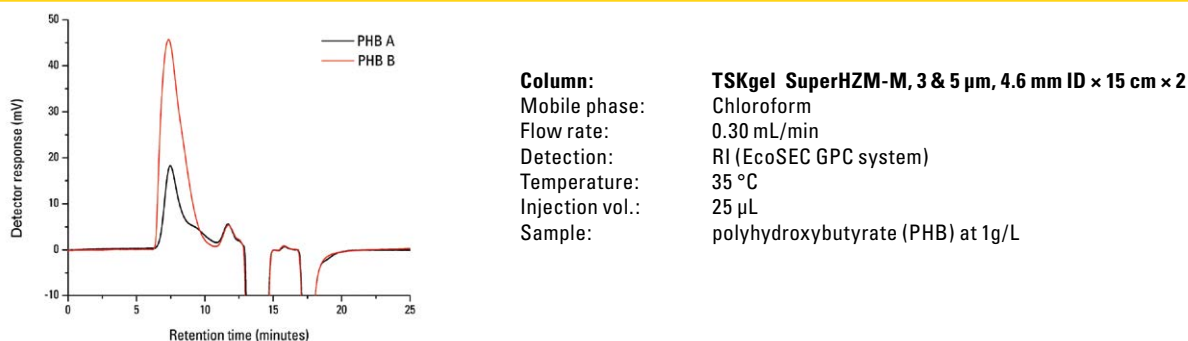 50
40
30
20
10
0
-10
0
5
10
15
20
25
Detector response (mV)
Retention time (minutes)
PHB A
PHB B
Column: TSKgel SuperHZM-M, 3 & 5 µm, 4.6 mm ID × 15 cm × 2
Mobile phase: Chloroform
Flow rate: 0.30 mL/min
Detection: RI (EcoSEC GPC system)
Temperature: 35 °C
Injection vol.: 25 µL
Sample: polyhydroxybutyrate (PHB) at 1g/L